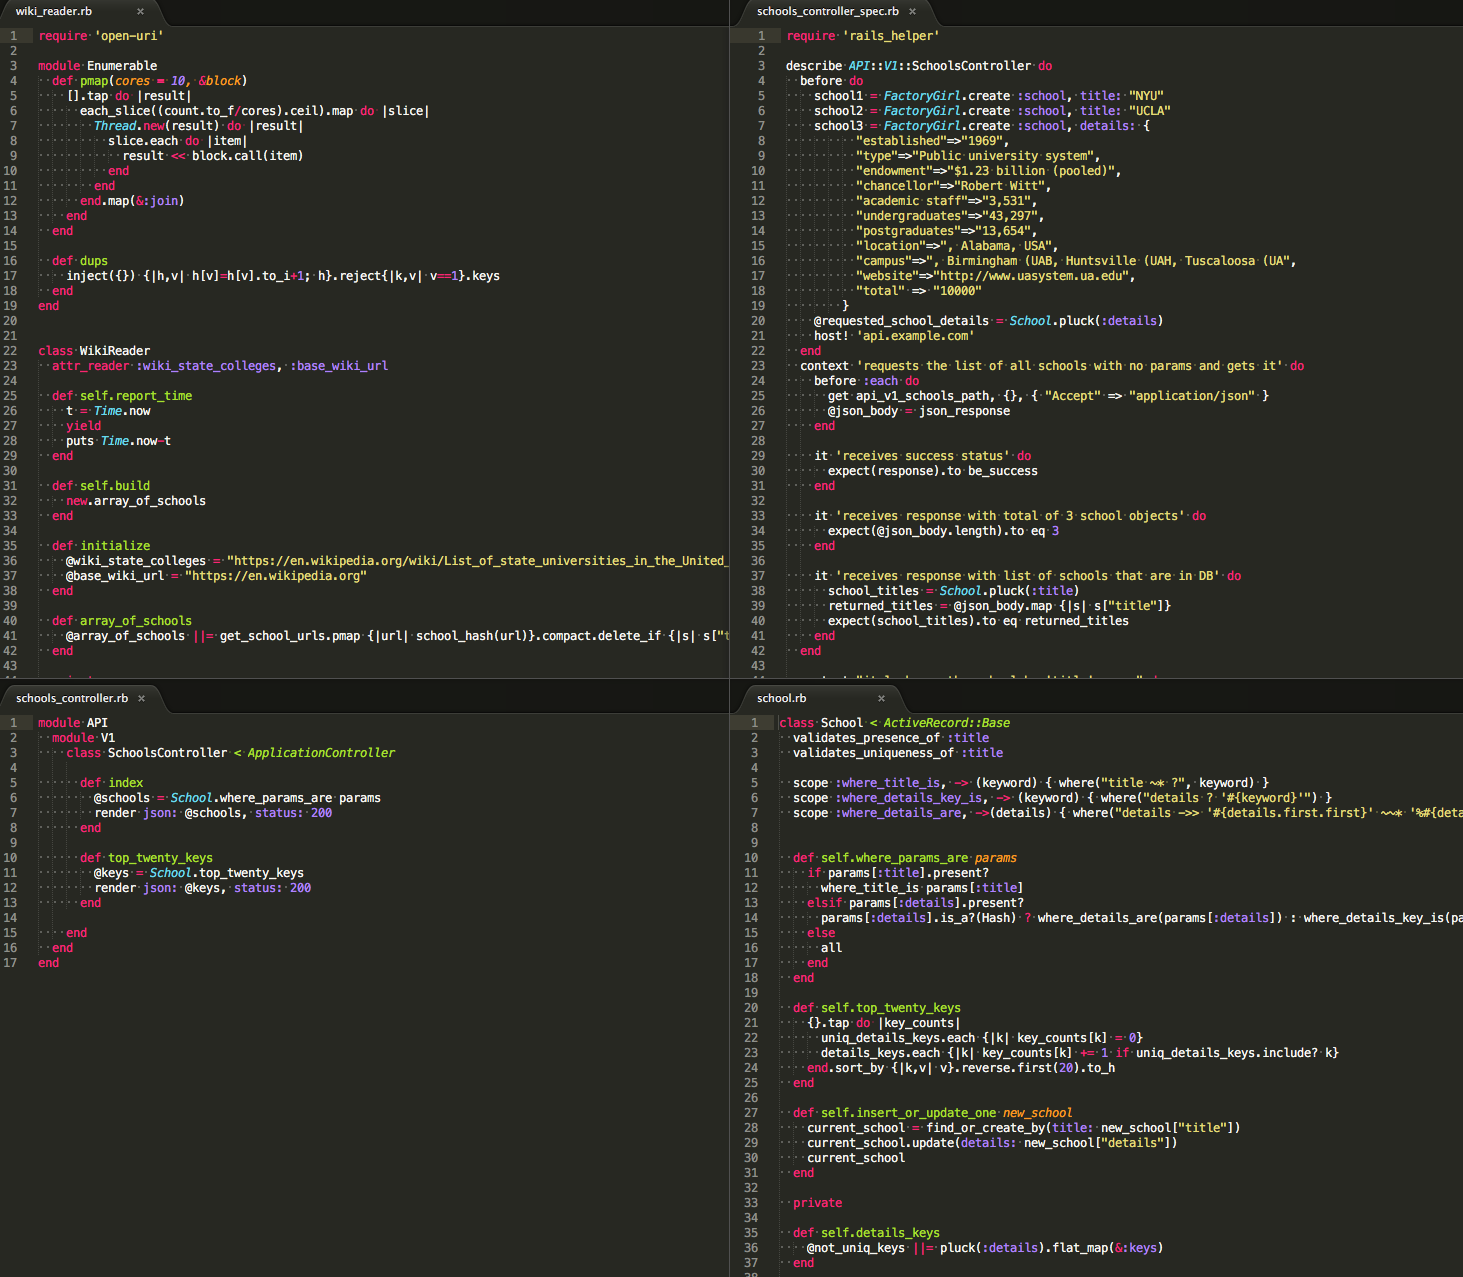 wiki_reader.rb ×
1 require 'open-uri'
2
3 module Enumerable
4 def pmap(cores = 10, &block)
5 [].tap do |result|
6 each_slice((count.to_f/cores).ceil).map do |slice|
7 Thread.new(result) do |result|
8 slice.each do |item|
9 result << block.call(item)
10 end
11 end
12 end.map(&:join)
13 end
14 end
15
16 def dups
17 inject({}) {|h,v| h[v]=h[v].to_i+1; h}.reject{|k,v| v==1}.keys
18 end
19 end
20
21
22 class WikiReader
23 attr_reader :wiki_state_colleges, :base_wiki_url
24
25 def self.report_time
26 t = Time.now
27 yield
28 puts Time.now-t
29 end
30
31 def self.build
32 new.array_of_schools
33 end
34
35 def initialize
36 @wiki_state_colleges = "https://en.wikipedia.org/wiki/List_of_state_universities_in_the_United_
37 @base_wiki_url = "https://en.wikipedia.org"
38 end
39
40 def array_of_schools
41 @array_of_schools ||= get_school_urls.pmap {|url| school_hash(url)}.compact.delete_if {|s| s["t
42 end
43
schools_controller_spec.rb ×
1 require 'rails_helper'
2
3 describe API::V1::SchoolsController do
4 before do
5 school1 = FactoryGirl.create :school, title: "NYU"
6 school2 = FactoryGirl.create :school, title: "UCLA"
7 school3 = FactoryGirl.create :school, details: {
8 "established"=>"1969",
9 "type"=>"Public university system",
10 "endowment"=>"$1.23 billion (pooled)",
11 "chancellor"=>"Robert Witt",
12 "academic staff"=>"3,531",
13 "undergraduates"=>"43,297",
14 "postgraduates"=>"13,654",
15 "location"=>", Alabama, USA",
16 "campus"=>", Birmingham (UAB, Huntsville (UAH, Tuscaloosa (UA",
17 "website"=>"http://www.uasystem.ua.edu",
18 "total" => "10000"
19 }
20 @requested_school_details = School.pluck(:details)
21 host! 'api.example.com'
22 end
23 context 'requests the list of all schools with no params and gets it' do
24 before :each do
25 get api_v1_schools_path, {}, { "Accept" => "application/json" }
26 @json_body = json_response
27 end
28
29 it 'receives success status' do
30 expect(response).to be_success
31 end
32
33 it 'receives response with total of 3 school objects' do
34 expect(@json_body.length).to eq 3
35 end
36
37 it 'receives response with list of schools that are in DB' do
38 school_titles = School.pluck(:title)
39 returned_titles = @json_body.map {|s| s["title"]}
40 expect(school_titles).to eq returned_titles
41 end
42 end
43
schools_controller.rb ×
1 module API
2 module V1
3 class SchoolsController < ApplicationController
4
5 def index
6 @schools = School.where_params_are params
7 render json: @schools, status: 200
8 end
9
10 def top_twenty_keys
11 @keys = School.top_twenty_keys
12 render json: @keys, status: 200
13 end
14
15 end
16 end
17 end
school.rb ×
1 class School < ActiveRecord::Base
2 validates_presence_of :title
3 validates_uniqueness_of :title
4
5 scope :where_title_is, -> (keyword) { where("title ~* ?", keyword) }
6 scope :where_details_key_is, -> (keyword) { where("details ? '#{keyword}'") }
7 scope :where_details_are, ->(details) { where("details ->> '#{details.first.first}' ~~* '%#{deta
8
9
10 def self.where_params_are params
11 if params[:title].present?
12 where_title_is params[:title]
13 elsif params[:details].present?
14 params[:details].is_a?(Hash) ? where_details_are(params[:details]) : where_details_key_is(pa
15 else
16 all
17 end
18 end
19
20 def self.top_twenty_keys
21 {}.tap do |key_counts|
22 uniq_details_keys.each {|k| key_counts[k] = 0}
23 details_keys.each {|k| key_counts[k] += 1 if uniq_details_keys.include? k}
24 end.sort_by {|k,v| v}.reverse.first(20).to_h
25 end
26
27 def self.insert_or_update_one new_school
28 current_school = find_or_create_by(title: new_school["title"])
29 current_school.update(details: new_school["details"])
30 current_school
31 end
32
33 private
34
35 def self.details_keys
36 @not_uniq_keys ||= pluck(:details).flat_map(&:keys)
37 end